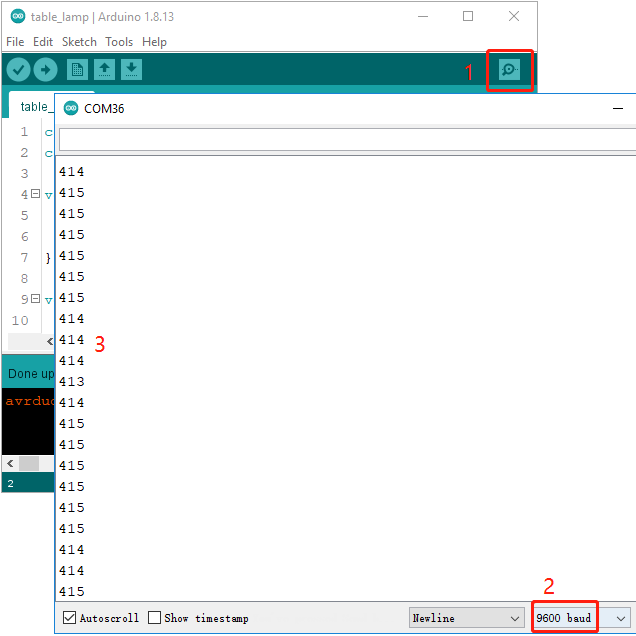 table_lamp | Arduino 1.8.13
File Edit Sketch Tools Help
1
table_
COM36
1 c
2 c
3
4 v
5
6
7 }
8
9 v
10
Done up
avrdud
2
414
415
415
415
415
415
415
414
414
3
414
413
414
415
415
415
415
415
415
414
414
415
2
Autoscroll Show timestamp Newline 9600 baud